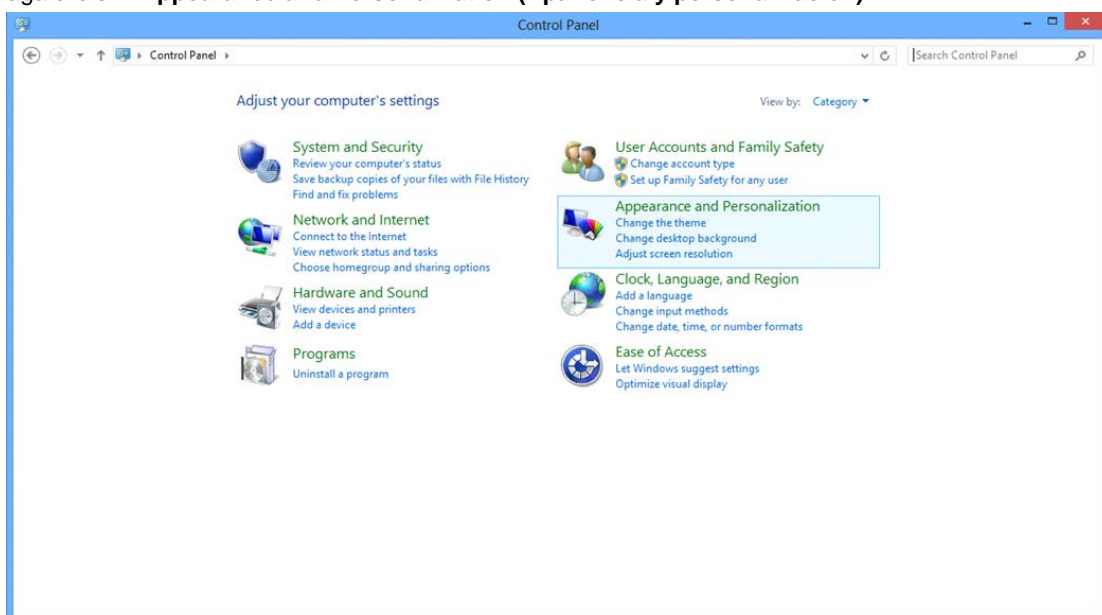 Control Panel
Control Panel
Search Control Panel
Adjust your computer's settings
View by: Category
System and Security
Review your computer's status
Save backup copies of your files with File History
Find and fix problems
Network and Internet
Connect to the Internet
View network status and tasks
Choose homegroup and sharing options
Hardware and Sound
View devices and printers
Add a device
Programs
Uninstall a program
User Accounts and Family Safety
Change account type
Set up Family Safety for any user
Appearance and Personalization
Change the theme
Change desktop background
Adjust screen resolution
Clock, Language, and Region
Add a language
Change input methods
Change date, time, or number formats
Ease of Access
Let Windows suggest settings
Optimize visual display